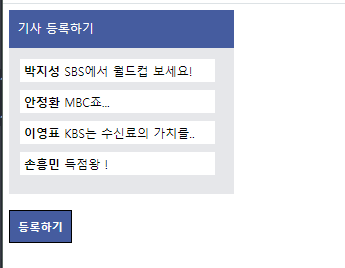 기사 등록하기
박지성 SBS에서 월드컵 보세요!
안정환 MBC죠...
이영표 KBS는 수신료의 가치를..
손흥민 득점왕 !
등록하기